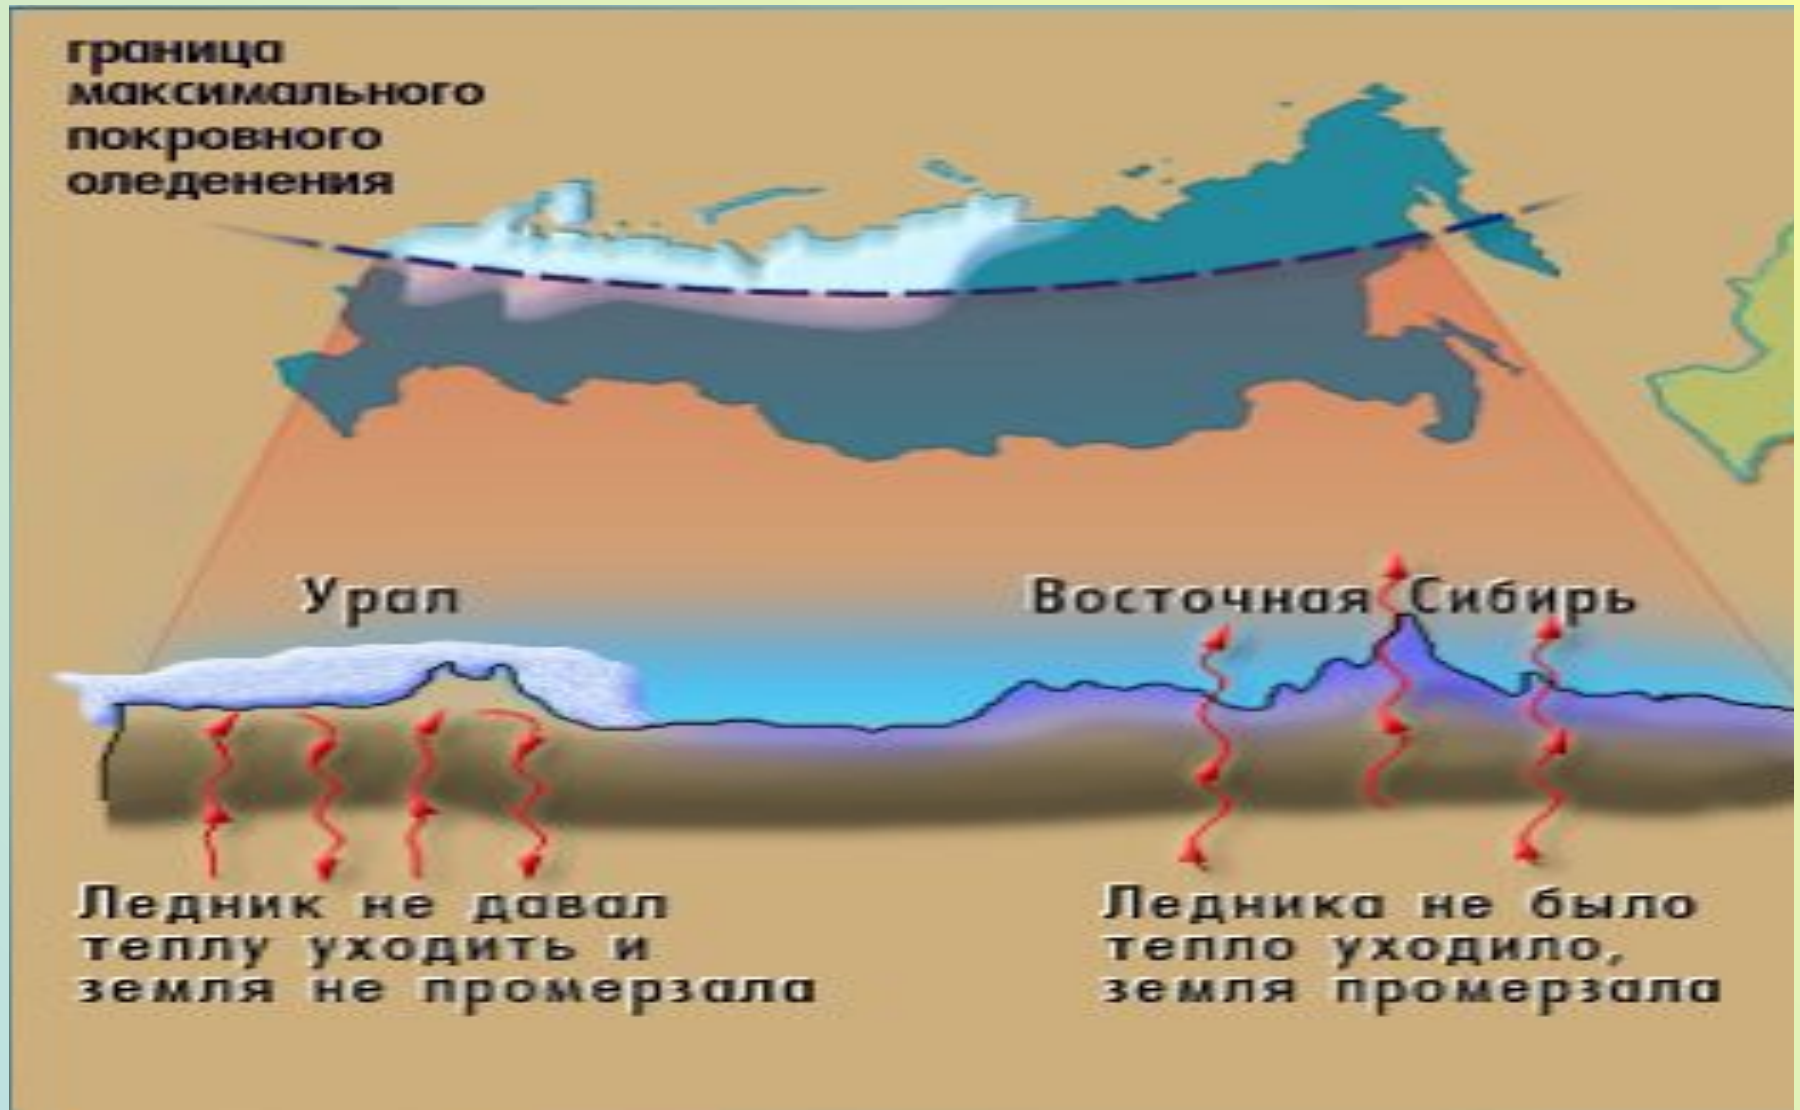 граница
максимального
покровного
оледенения
Урал
Восточная Сибирь
Ледник не давал
теплу уходить и
земля не промерзала
Ледника не было
тепло уходило,
земля промерзала